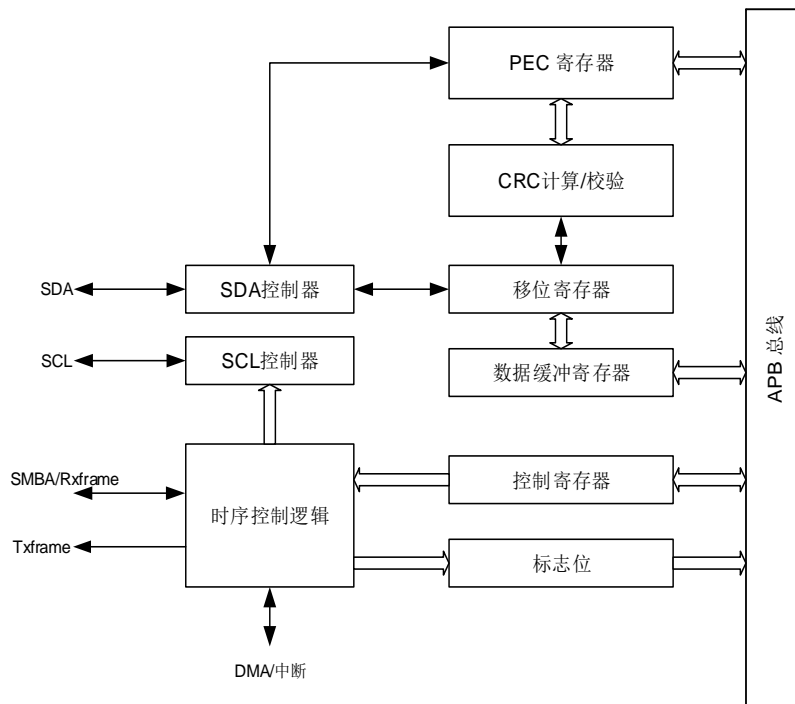 PEC 寄存器
CRC计算/校验
SDA
SDA控制器
移位寄存器
SCL
SCL控制器
数据缓冲寄存器
APB 总线
SMBA/Rxframe
时序控制逻辑
控制寄存器
Txframe
标志位
DMA/中断